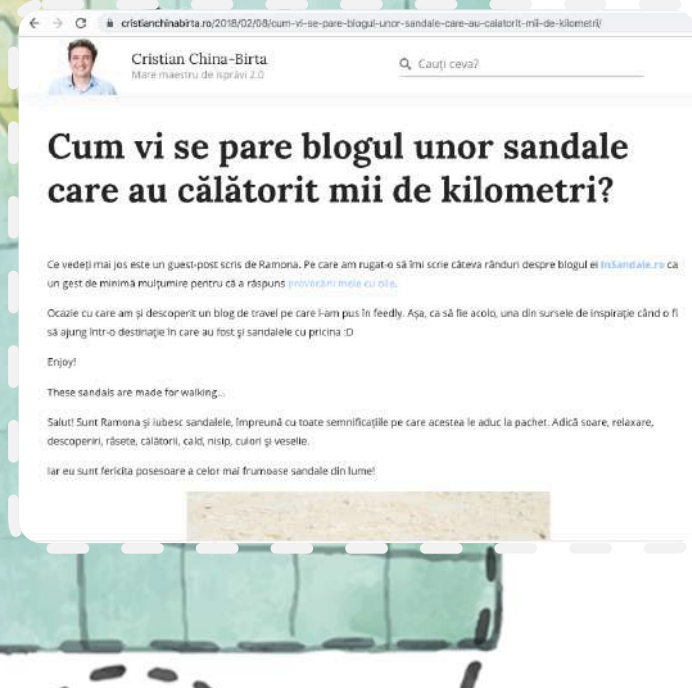 cristianchinabirta.ro/2018/02/08/cum-vi-se-pare-blogul-unor-sandale-care-au-calatorit-mii-de-kilometri/
Cristian China-Birta
Mare maestru de isprăvi 2.0
Cauți ceva?
Cum vi se pare blogul unor sandale
care au călătorit mii de kilometri?
Ce vedeți mai jos este un guest-post scris de Ramona. Pe care am rugat-o să îmi scrie câteva rânduri despre blogul ei InSandale.ro ca
un gest de minimă mulțumire pentru că a răspuns provocării mele cu bile.
Ocazie cu care am și descoperit un blog de travel pe care l-am pus în feedly. Așa, ca să fie acolo, una din sursele de inspirație când o fi
să ajung într-o destinație în care au fost și sandalele cu pricina :D
Enjoy!
These sandals are made for walking...
Salut! Sunt Ramona și iubesc sandalele, împreună cu toate semnificațiile pe care acestea le aduc la pachet. Adică soare, relaxare,
descoperiri, râsete, călătorii, cald, nisip, culori și veselie.
Iar eu sunt fericita posesoare a celor mai frumoase sandale din lume!